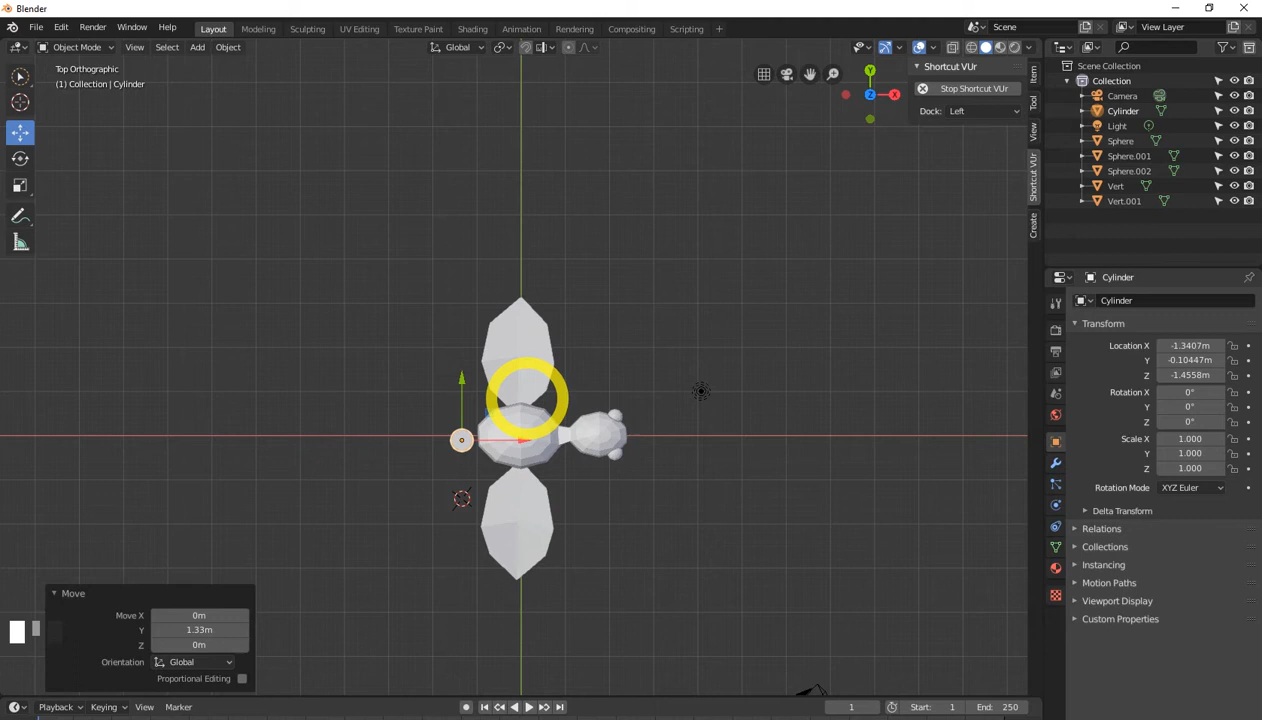 Blender
File Edit Render Window Help Layout Modeling Sculpting UV Editing Texture Paint Shading Animation Rendering Compositing Scripting + Scene View Layer
Object Mode View Select Add Object Global
Top Orthographic
(1) Collection | Cylinder
Shortcut VUr
Stop Shortcut VUr
Dock: Left
Y
X
Z
Item
Tool
View
Shortcut VUr
Create
Scene Collection
Collection
Camera
Cylinder
Light
Sphere
Sphere.001
Sphere.002
Vert
Vert.001
Cylinder
Cylinder
Transform
Location X -1.3407m
Y -0.10447m
Z -1.4558m
Rotation X 0°
Y 0°
Z 0°
Scale X 1.000
Y 1.000
Z 1.000
Rotation Mode XYZ Euler
Delta Transform
Relations
Collections
Instancing
Motion Paths
Viewport Display
Custom Properties
Move
Move X 0m
Y 1.33m
Z 0m
Orientation Global
Proportional Editing
Playback Keying View Marker 1 Start: 1 End: 250